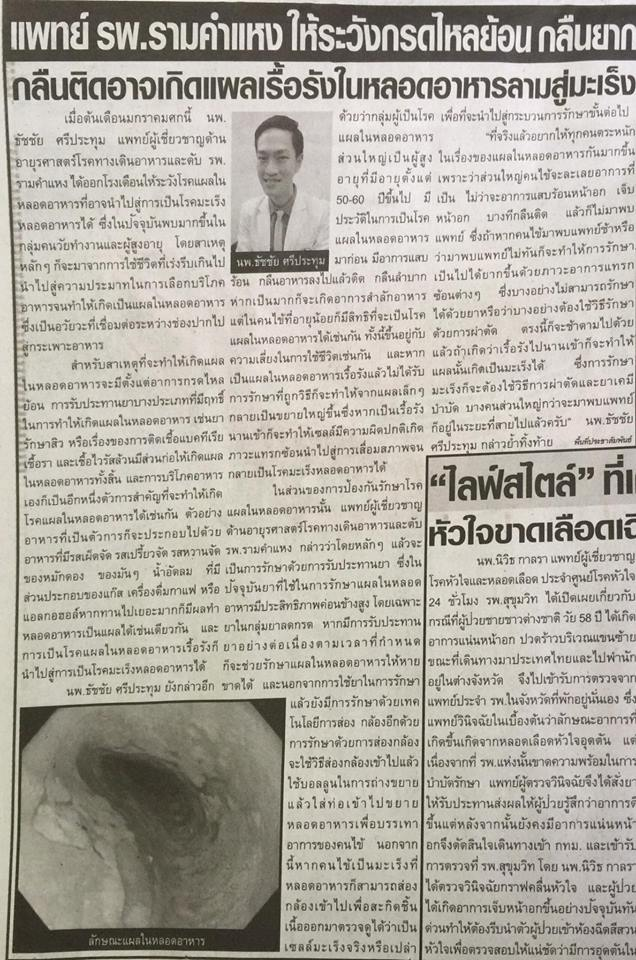 แพทย์ รพ.รามคำแหง ให้ระวังกรดไหลย้อน กลืนยาก
กลืนติดอาจเกิดแผลเรื้อรังในหลอดอาหารลามสู่มะเร็ง
เมื่อต้นเดือนมกราคมศกนี้ นพ.
ธัชชัย ศรีประทุม แพทย์ผู้เชี่ยวชาญด้าน
อายุรศาสตร์โรคทางเดินอาหารและตับ รพ.
รามคำแหง ได้ออกโรงเตือนให้ระวังโรคแผลใน
หลอดอาหารที่อาจนำไปสู่การเป็นโรคมะเร็ง
หลอดอาหารได้ ซึ่งในปัจจุบันพบมากขึ้นใน
กลุ่มคนวัยทำงานและผู้สูงอายุ โดยสาเหตุ
หลักๆ ก็จะมาจากการใช้ชีวิตที่เร่งรีบเกินไป
นำไปสู่ความประมาทในการเลือกบริโภค
อาหารจนทำให้เกิดเป็นแผลในหลอดอาหาร
ซึ่งเป็นอวัยวะที่เชื่อมต่อระหว่างช่องปากไป
สู่กระเพาะอาหาร
สำหรับสาเหตุที่จะทำให้เกิดแผล
ในหลอดอาหารจะมีตั้งแต่อาการกรดไหล
ย้อน การรับประทานยาบางประเภทที่มีฤทธิ์
ในการทำให้เกิดแผลในหลอดอาหาร เช่นยา
รักษาสิว หรือเรื่องของการติดเชื้อแบคทีเรีย
เชื้อรา และเชื้อไวรัสล้วนมีส่วนก่อให้เกิดแผล
ในหลอดอาหารทั้งสิ้น และการบริโภคอาหาร
เองก็เป็นอีกหนึ่งตัวการสำคัญที่จะทำให้เกิด
โรคแผลในหลอดอาหารได้เช่นกัน ตัวอย่าง
อาหารที่เป็นตัวการจะประกอบไปด้วย
อาหารที่มีรสเผ็ดจัด รสเปรี้ยวจัด รสหวานจัด
ของหมักดอง ของมันๆ น้ำอัดลม ที่มี
ส่วนประกอบของแก๊ส เครื่องดื่มกาแฟ หรือ
แอลกอฮอล์หากทานไปเยอะมากก็มีผลทำ
หลอดอาหารเป็นแผลได้เช่นเดียวกัน และ
การเป็นโรคแผลในหลอดอาหารเรื้อรังก็
นำไปสู่การเป็นโรคมะเร็งหลอดอาหารได้
นพ.ธัชชัย ศรีประทุม ยังกล่าวอีก
นพ.ธัชชัย ศรีประทุม
ด้วยว่ากลุ่มผู้เป็นโรค
แผลในหลอดอาหาร
ส่วนใหญ่เป็นผู้สูง
อายุที่มีอายุตั้งแต่
50-60 ปีขึ้นไป มี
ประวัติในการเป็นโรค
แผลในหลอดอาหาร
มาก่อน มีอาการแสบ
ร้อน กลืนอาหารลงไปแล้วติด กลืนลำบาก
หากเป็นมากก็จะเกิดอาการสำลักอาหาร
แต่ในคนไข้ที่อายุน้อยก็มีสิทธิที่จะเป็นโรค
แผลในหลอดอาหารได้เช่นกัน ทั้งนี้ขึ้นอยู่กับ
ความเสี่ยงในการใช้ชีวิตเช่นกัน และหาก
เป็นแผลในหลอดอาหารเรื้อรังแล้วไม่ได้รับ
การรักษาที่ถูกวิธีก็จะทำให้จากแผลเล็กๆ
กลายเป็นขยายใหญ่ขึ้นซึ่งหากเป็นเรื้อรัง
นานเข้าก็จะทำให้เซลล์มีความผิดปกติเกิน
ภาวะแทรกซ้อนนำไปสู่การเสื่อมสภาพจน
กลายเป็นโรคมะเร็งหลอดอาหารได้
ในส่วนของการป้องกันรักษาโรค
แผลในหลอดอาหารนั้น แพทย์ผู้เชี่ยวชาญ
ด้านอายุรศาสตร์โรคทางเดินอาหารและตับ
รพ.รามคำแหง กล่าวว่าโดยหลักๆ แล้วจะ
เป็นการรักษาด้วยการรับประทานยา ซึ่งใน
ปัจจุบันยาที่ใช้ในการรักษาแผลในหลอด
อาหารมีประสิทธิภาพค่อนข้างสูง โดยเฉพาะ
ยาในกลุ่มยาลดกรด หากมีการรับประทาน
ยาอย่างต่อเนื่องตามเวลาที่กำหนด
ก็จะช่วยรักษาแผลในหลอดอาหารให้หาย
ขาดได้ และนอกจากการใช้ยาในการรักษา
แล้วยังมีการรักษาด้วยเทค
โนโลยีการส่อง กล้องอีกด้วย
การรักษาด้วยการส่องกล้อง
จะใช้วิธีส่องกล้องเข้าไปแล้ว
ใช้บอลลูนในการถ่างขยาย
แล้วใส่ท่อเข้าไปขยาย
หลอดอาหารเพื่อบรรเทา
อาการของคนไข้ นอกจาก
นี้หากคนไข้เป็นมะเร็งที่
หลอดอาหารก็สามารถส่อง
กล้องเข้าไปเพื่อสะกิดชิ้น
เนื้อออกมาตรวจดูได้ว่าเป็น
เซลล์มะเร็งจริงหรือเปล่า
ลักษณะแผลในหลอดอาหาร
เพื่อที่จะนำไปสู่กระบวนการรักษาขั้นต่อไป
"ที่จริงแล้วอยากให้ทุกคนตระหนัก
ในเรื่องของแผลในหลอดอาหารกันมากขึ้น
เพราะว่าส่วนใหญ่คนไข้จะละเลยอาการที่
เป็น ไม่ว่าจะอาการแสบร้อนหน้าอก เจ็บ
หน้าอก บางทีกลืนติด แล้วก็ไม่มาพบ
แพทย์ ซึ่งถ้าหากคนไข้มาพบแพทย์ช้าหรือ
ว่ามาพบแพทย์ไม่ทันก็จะทำให้การรักษา
เป็นไปได้ยากขึ้นด้วยภาวะอาการแทรก
ซ้อนต่างๆ ซึ่งบางอย่างไม่สามารถรักษา
ได้ด้วยยาหรือว่าบางอย่างต้องใช้วิธีรักษา
ด้วยการผ่าตัด ตรงนี้ก็จะช้าตามไปด้วย
แล้วถ้าเกิดว่าเรื้อรังไปนานเข้าก็จะทำให้
แผลนั้นเกิดเป็นมะเร็งได้ ซึ่งการรักษา
มะเร็งก็จะต้องใช้วิธีการผ่าตัดและยาเคมี
บำบัด บางคนส่วนใหญ่กว่าจะมาพบแพทย์
ก็อยู่ในระยะที่สายไปแล้วครับ" นพ.ธัชชัย
ศรีประทุม กล่าวย้ำทิ้งท้าย
พื้นที่ประชาสัมพันธ์
"ไลฟ์สไตล์" ที่
หัวใจขาดเลือดเฉี
นพ.นิวิธ กาลรา แพทย์ผู้เชี่ยวชาญ
โรคหัวใจและหลอดเลือด ประจำศูนย์โรคหัวใจ
24 ชั่วโมง รพ.สุขุมวิท ได้เปิดเผยเกี่ยวกับ
กรณีที่ผู้ป่วยชายชาวต่างชาติ วัย 58 ปี ได้เกิด
อาการแน่นหน้าอก ปวดร้าวบริเวณแขนซ้าย
ขณะที่เดินทางมาประเทศไทยและไปพำนัก
อยู่ในต่างจังหวัด จึงไปเข้ารับการตรวจจาก
แพทย์ประจำ รพ.ในจังหวัดที่พักอยู่นั้นเอง ซึ่ง
แพทย์วินิจฉัยในเบื้องต้นว่าลักษณะอาการที่
เกิดขึ้นเกิดจากหลอดเลือดหัวใจอุดตัน แต่
เนื่องจากที่ รพ.แห่งนั้นขาดความพร้อมในการ
บำบัดรักษา แพทย์ผู้ตรวจวินิจฉัยจึงได้สั่งยา
ให้รับประทานส่งผลให้ผู้ป่วยรู้สึกว่าอาการดี
ขึ้นแต่หลังจากนั้นยังคงมีอาการแน่นหน้า
อกจึงตัดสินใจเดินทางเข้า กทม. และเข้ารับ
การตรวจที่ รพ.สุขุมวิท โดย นพ.นิวิธ กาลรา
ได้ตรวจวินิจฉัยกราฟคลื่นหัวใจ และผู้ป่วย
ได้เกิดอาการเจ็บหน้าอกขึ้นอย่างปัจจุบันทัน
ด่วนทำให้ต้องรีบนำตัวผู้ป่วยเข้าห้องฉีดสีสวน
หัวใจเพื่อตรวจสอบให้แน่ชัดว่ามีการอุดตันใน